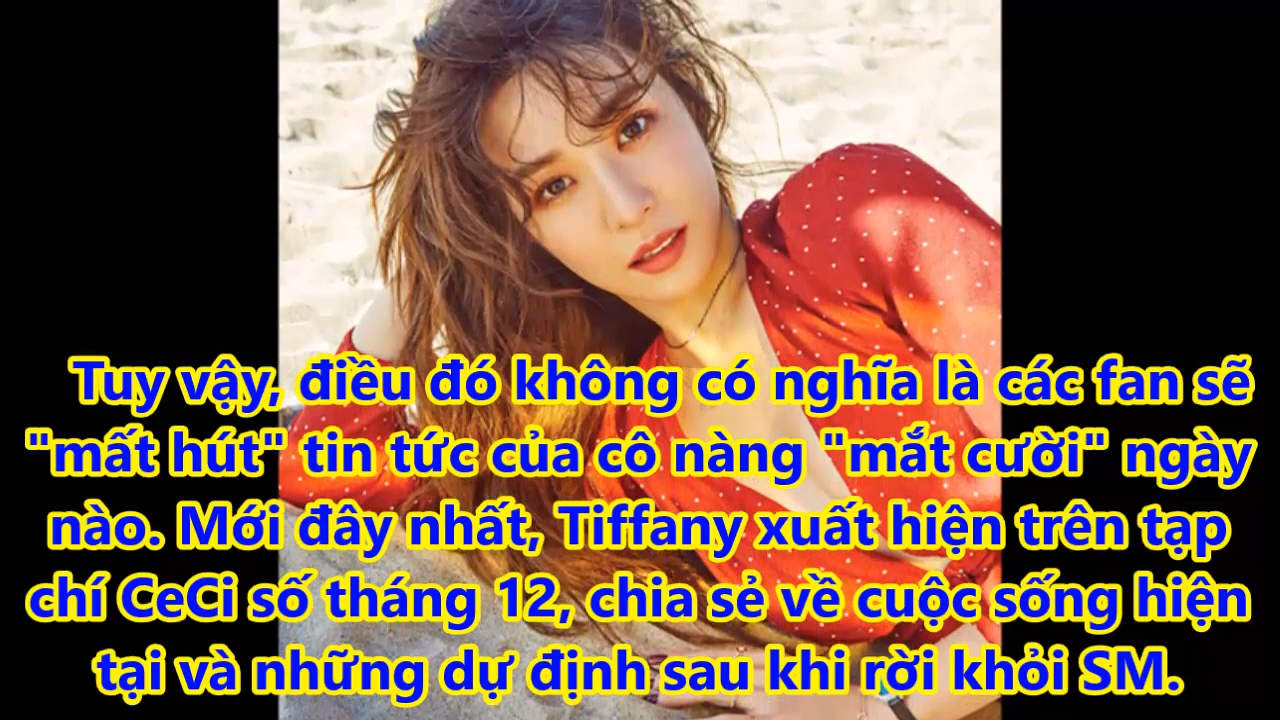 Tuy vậy, điều đó không có nghĩa là các fan sẽ
"mất hút" tin tức của cô nàng "mắt cười" ngày
nào. Mới đây nhất, Tiffany xuất hiện trên tạp
chí CeCi số tháng 12, chia sẻ về cuộc sống hiện
tại và những dự định sau khi rời khỏi SM.